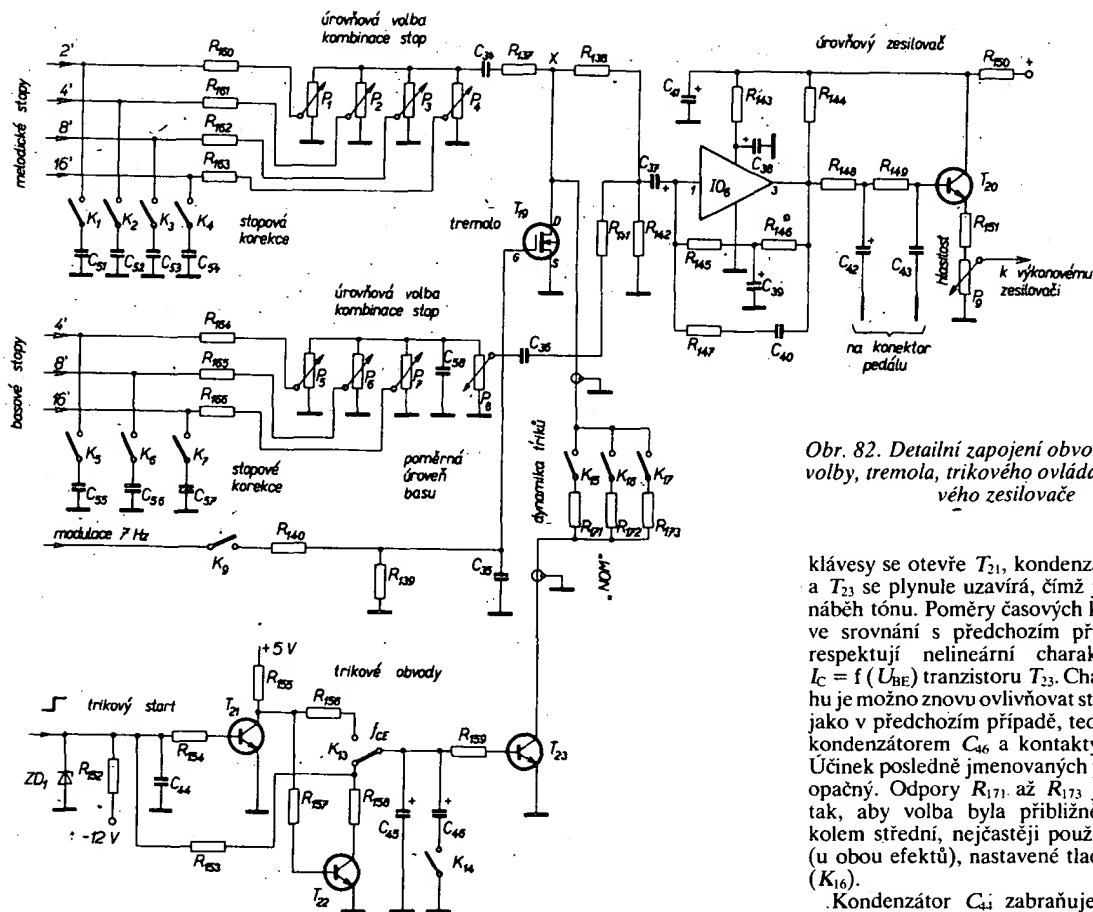 úrovňová volba
kombinace stop
úrovňový zesilovač
melodické stopy
2'
4'
8'
16'
R160
R161
R162
R163
P1
P2
P3
P4
C34
R137
X
R138
K1
K2
K3
K4
C51
C52
C53
C54
stopová
korekce
tremolo
T19
G
D
S
C37
R141
R142
C41
R143
C38
R144
IO6
1
3
R145
R146
C39
R147
C40
R148
R149
C42
C43
R150
+
T20
R151
hlasitost
P9
k výkonovému
zesilovači
na konektor
pedálu
úrovňová volba
kombinace stop
basové stopy
4'
8'
16'
R164
R165
R166
P5
P6
P7
C58
P8
C36
K5
K6
K7
C55
C56
C57
stopové
korekce
poměrná
úroveň
basu
modulace 7 Hz
K9
R140
R139
C35
dynamika triků
K15
K16
K17
R171
R172
R173
"NOM"
trikový start
ZD1
R152
-12 V
C44
R154
R153
+5 V
R155
T21
trikové obvody
R156
K13
fCE
R157
R158
T22
C45
C46
K14
R159
T23
Obr. 82. Detailní zapojení obvo
volby, tremola, trikového ovláda
vého zesilovače
klávesy se otevře T21, kondenz
a T23 se plynule uzavírá, čímž
náběh tónu. Poměry časových
ve srovnání s předchozím př
respektují nelineární charak
IC = f (UBE) tranzistoru T23. Cha
hu je možno znovu ovlivňovat st
jako v předchozím případě, teo
kondenzátorem C46 a kontakty
Účinek posledně jmenovaných
opačný. Odpory R171 až R173
tak, aby volba byla přibližně
kolem střední, nejčastěji použ
(u obou efektů), nastavené tlač
(K16).
Kondenzátor C44 zabraňuje